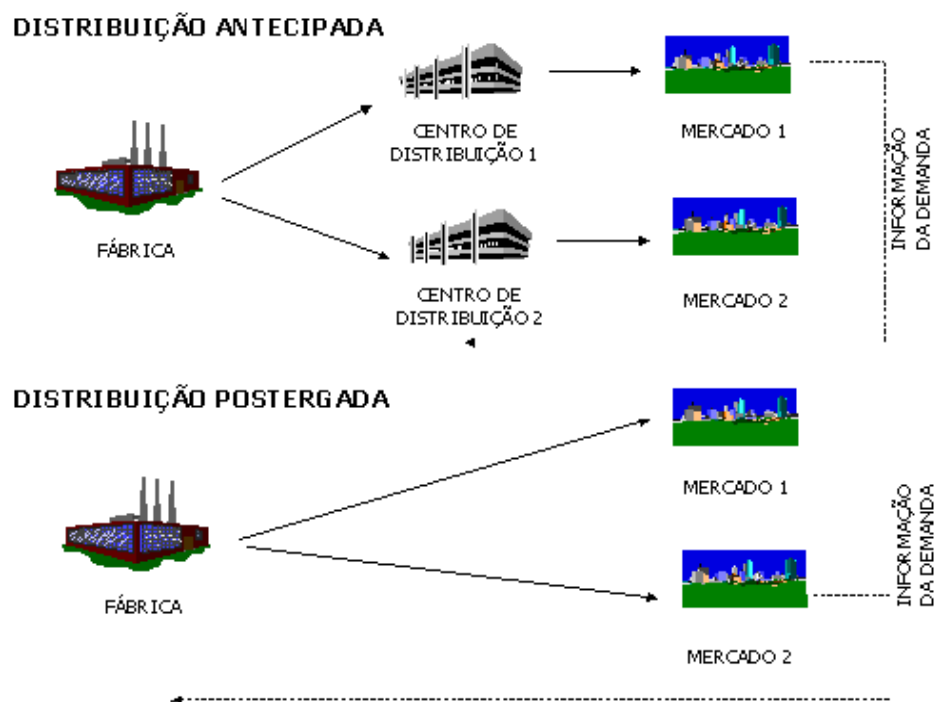 DISTRIBUIÇÃO ANTECIPADA
CENTRO DE
DISTRIBUIÇÃO 1
MERCADO 1
FÁBRICA
CENTRO DE
DISTRIBUIÇÃO 2
MERCADO 2
INFORMAÇÃO
DA DEMANDA
DISTRIBUIÇÃO POSTERGADA
MERCADO 1
FÁBRICA
MERCADO 2
INFORMAÇÃO
DA DEMANDA